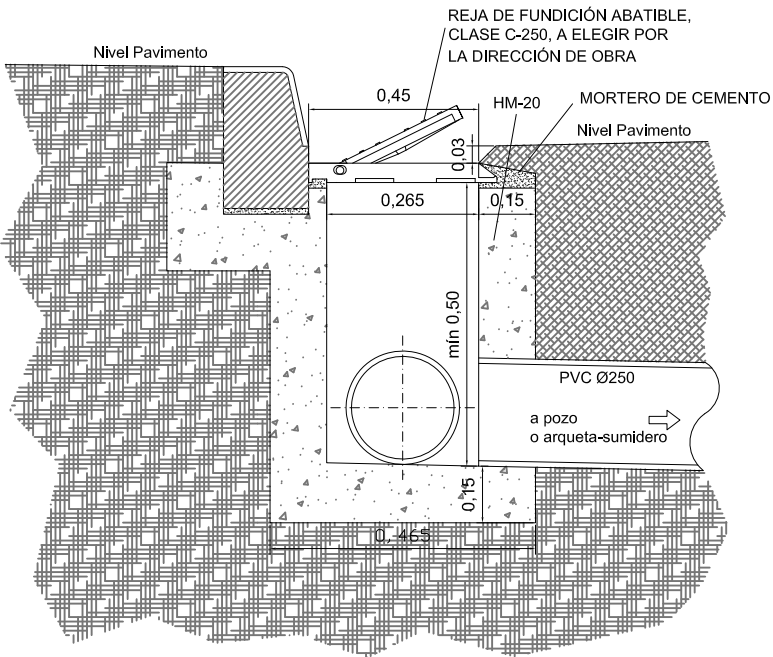 REJA DE FUNDICIÓN ABATIBLE,
CLASE C-250, A ELEGIR POR
LA DIRECCIÓN DE OBRA
Nivel Pavimento
0,45
HM-20
MORTERO DE CEMENTO
Nivel Pavimento
0,03
0,265
0,15
mín 0,50
PVC Ø250
a pozo
o arqueta-sumidero
0,15
0,465